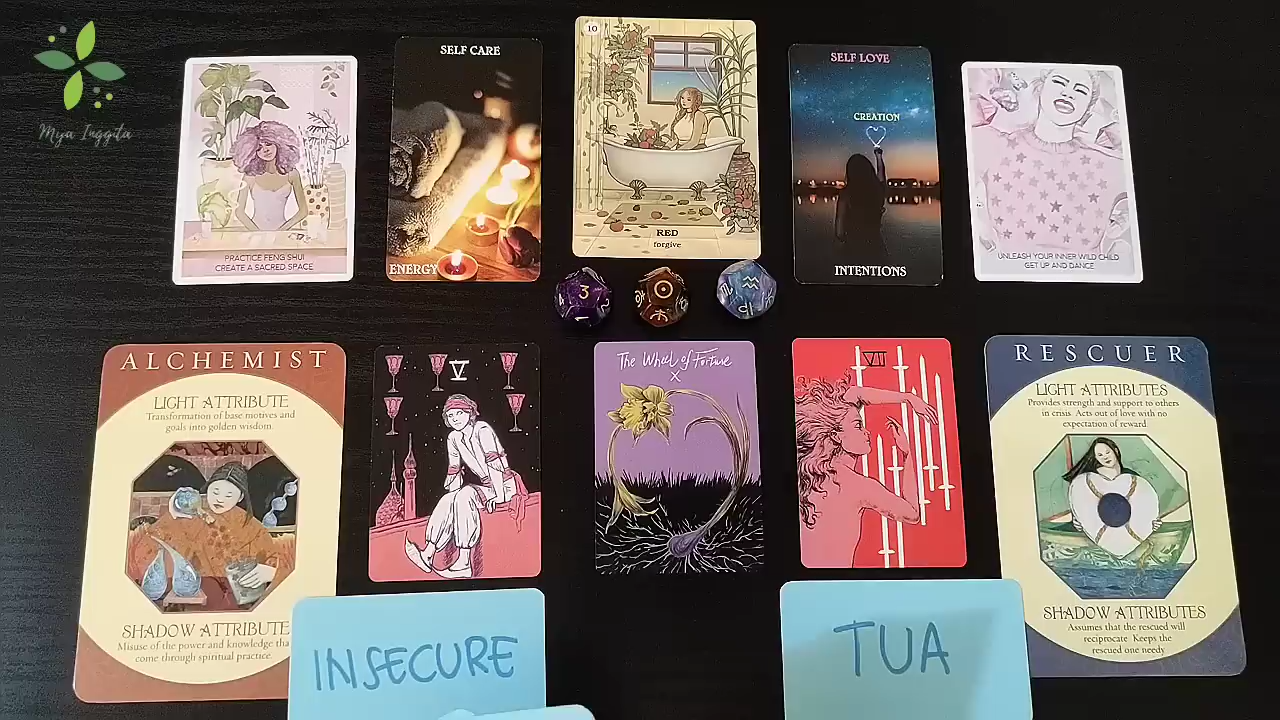 Mya Inggita
PRACTICE FENG SHUI
CREATE A SACRED SPACE
SELF CARE
ENERGY
10
RED
forgive
SELF LOVE
CREATION
INTENTIONS
UNLEASH YOUR INNER WILD CHILD
GET UP AND DANCE
3
1
ALCHEMIST
LIGHT ATTRIBUTE
Transformation of base motives and
goals into golden wisdom.
SHADOW ATTRIBUTE
Misuse of the power and knowledge tha
come through spiritual practice.
V
The Wheel of Fortune
X
VII
RESCUER
LIGHT ATTRIBUTES
Provides strength and support to others
in crisis. Acts out of love with no
expectation of reward
SHADOW ATTRIBUTES
Assumes that the rescued will
reciprocate. Keeps the
rescued one needy
INSECURE
TUA